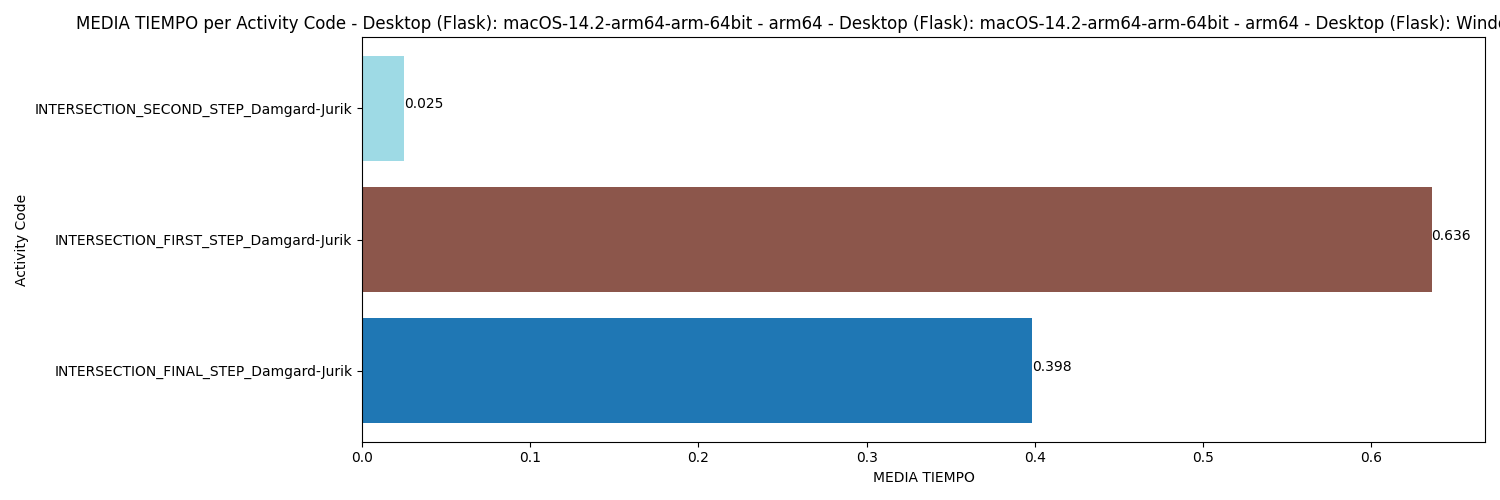 MEDIA TIEMPO per Activity Code - Desktop (Flask): macOS-14.2-arm64-arm-64bit - arm64 - Desktop (Flask): macOS-14.2-arm64-arm-64bit - arm64 - Desktop (Flask):
INTERSECTION_SECOND_STEP_Damgard-Jurik
0.025
INTERSECTION_FIRST_STEP_Damgard-Jurik
0.636
INTERSECTION_FINAL_STEP_Damgard-Jurik
0.398
Activity Code
0.0 0.1 0.2 0.3 0.4 0.5 0.6
MEDIA TIEMPO